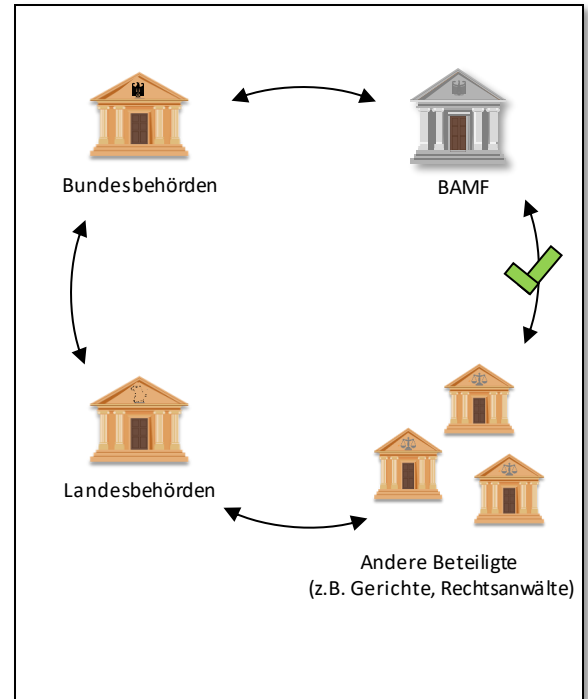 Bundesbehörden
BAMF
Landesbehörden
Andere Beteiligte
(z.B. Gerichte, Rechtsanwälte)